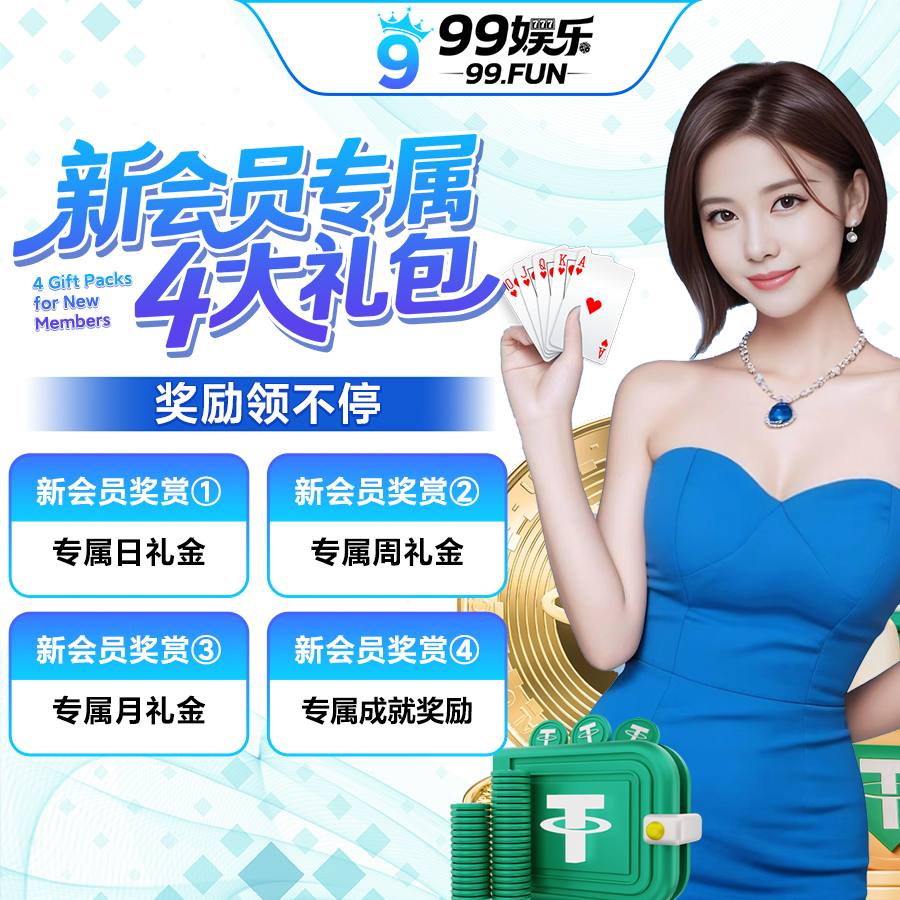 9
99娱乐
777
99.FUN
新会员专属
4大礼包
4 Gift Packs
for New
Members
奖励领不停
新会员奖赏①
专属日礼金
新会员奖赏②
专属周礼金
新会员奖赏③
专属月礼金
新会员奖赏④
专属成就奖励
J Q K A
A